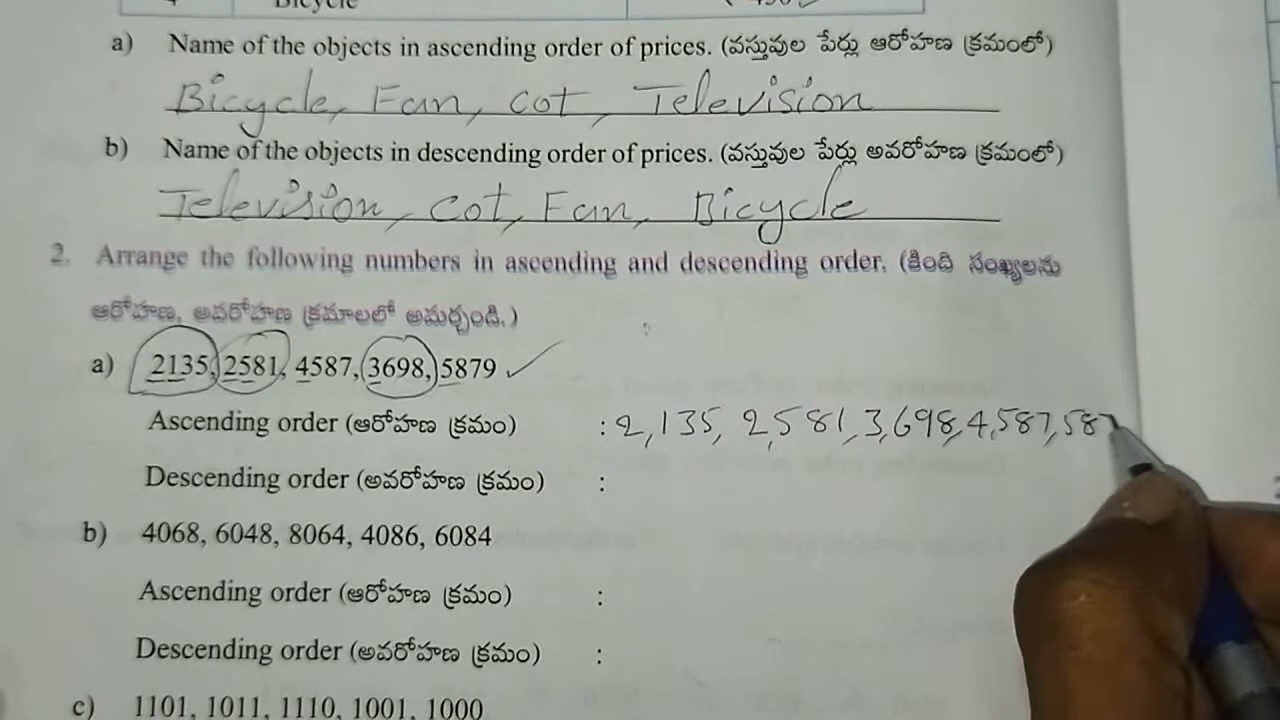 Bicycle
a) Name of the objects in ascending order of prices. (వస్తువుల పేర్లు ఆరోహణ క్రమంలో)
Bicycle, Fan, cot, Television
b) Name of the objects in descending order of prices. (వస్తువుల పేర్లు అవరోహణ క్రమంలో)
Television, cot, Fan, Bicycle
2. Arrange the following numbers in ascending and descending order. (కింది సంఖ్యలను
ఆరోహణ, అవరోహణ క్రమాలలో అమర్చండి.)
a) 2135, 2581, 4587, 3698, 5879
Ascending order (ఆరోహణ క్రమం) : 2,135, 2,581, 3,698, 4,587, 587
Descending order (అవరోహణ క్రమం) :
b) 4068, 6048, 8064, 4086, 6084
Ascending order (ఆరోహణ క్రమం) :
Descending order (అవరోహణ క్రమం) :
c) 1101, 1011, 1110, 1001, 1000